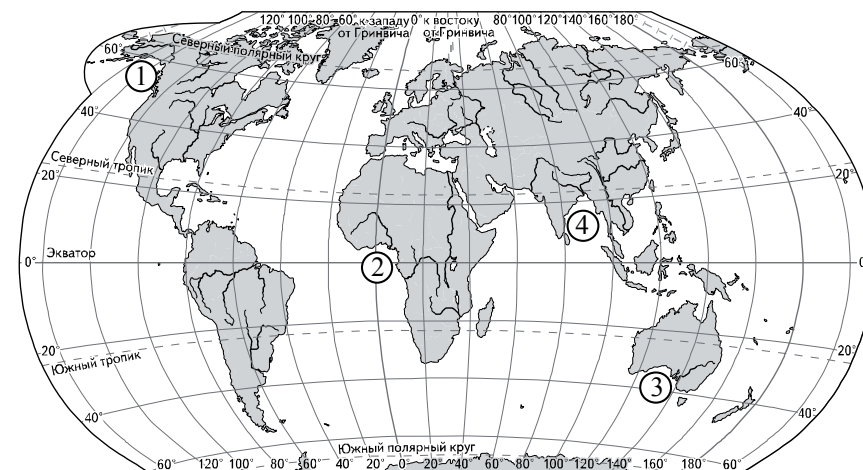 120° 100° 80° 60° к западу 0° к востоку 80° 100° 120° 140° 160° 180°
от Гринвича от Гринвича
60° Северный полярный круг 60°
1
40° 40°
Северный тропик
20° 20°
4
Экватор
0° 2 0°
20° 20°
Южный тропик
3
40° 40°
Южный полярный круг
60° 120° 100° 80° 60° 40° 20° 0° 20° 40° 60° 80° 100° 120° 140° 160° 180° 60°